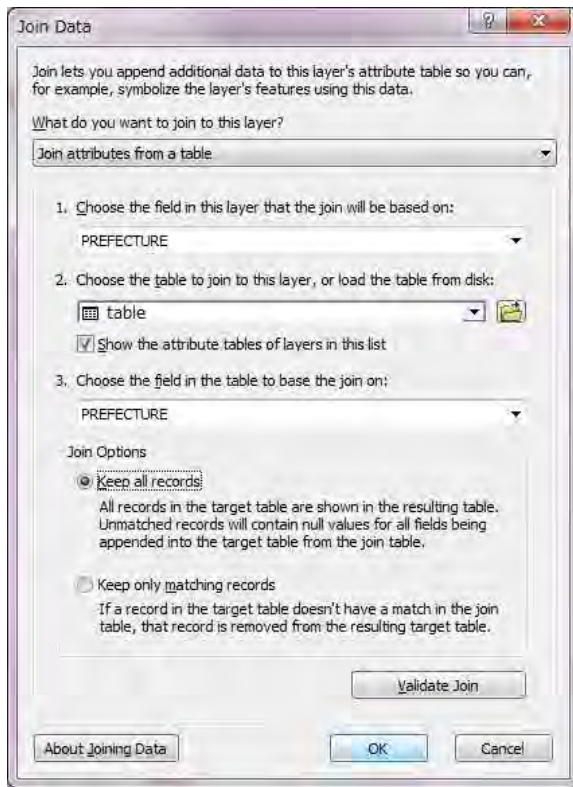 Join Data
Join lets you append additional data to this layer's attribute table so you can,
for example, symbolize the layer's features using this data.
What do you want to join to this layer?
Join attributes from a table
1. Choose the field in this layer that the join will be based on:
PREFECTURE
2. Choose the table to join to this layer, or load the table from disk:
table
Show the attribute tables of layers in this list
3. Choose the field in the table to base the join on:
PREFECTURE
Join Options
Keep all records
All records in the target table are shown in the resulting table.
Unmatched records will contain null values for all fields being
appended into the target table from the join table.
Keep only matching records
If a record in the target table doesn't have a match in the join
table, that record is removed from the resulting target table.
Validate Join
About Joining Data
OK
Cancel